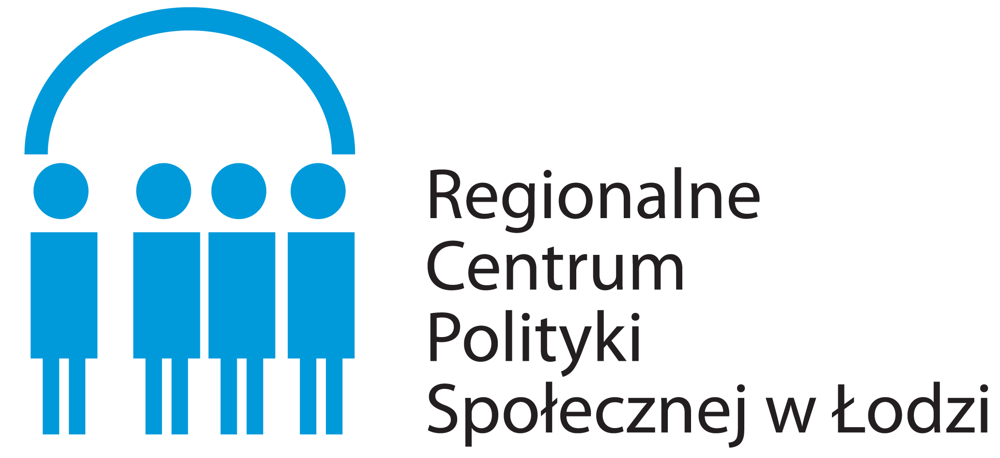 Regionalne
Centrum
Polityki
Społecznej w Łodzi